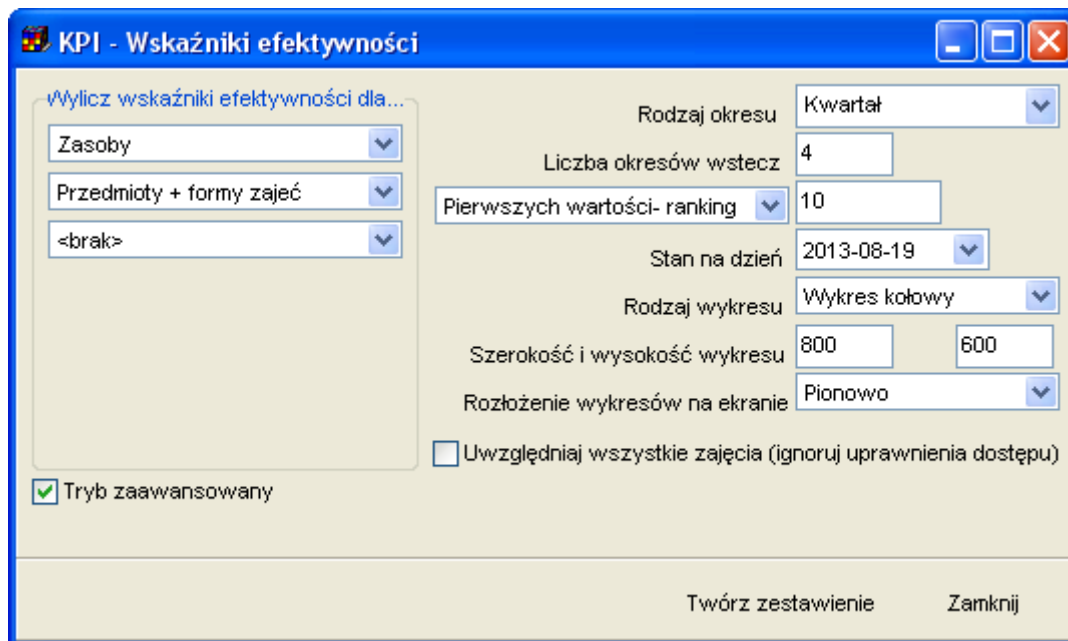 KPI - Wskaźniki efektywności
Wylicz wskaźniki efektywności dla...
Zasoby
Przedmioty + formy zajeć
<brak>
Tryb zaawansowany
Rodzaj okresu Kwartał
Liczba okresów wstecz 4
Pierwszych wartości- ranking 10
Stan na dzień 2013-08-19
Rodzaj wykresu Wykres kołowy
Szerokość i wysokość wykresu 800 600
Rozłożenie wykresów na ekranie Pionowo
Uwzględniaj wszystkie zajęcia (ignoruj uprawnienia dostępu)
Twórz zestawienie Zamknij